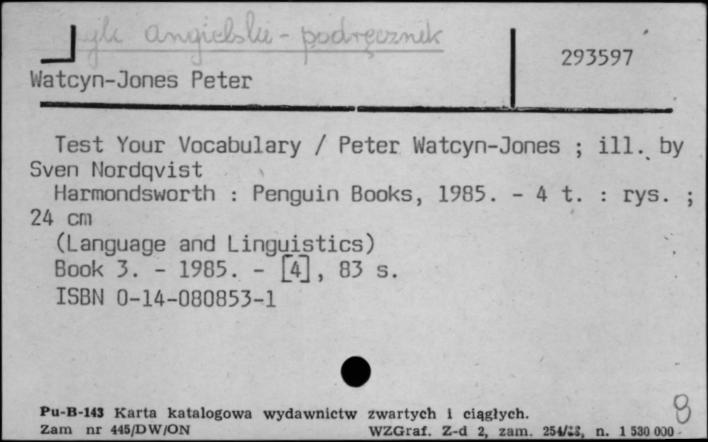 angielski - podręcznik
293597
Watcyn-Jones Peter
Test Your Vocabulary / Peter Watcyn-Jones ; ill. by
Sven Nordqvist
Harmondsworth : Penguin Books, 1985. - 4 t. : rys. ;
24 cm
(Language and Linguistics)
Book 3. - 1985. - [4], 83 s.
ISBN 0-14-080853-1
8
Pu-B-143 Karta katalogowa wydawnictw zwartych i ciągłych.
Zam nr 445/DW/ON WZGraf. Z-d 2, zam. n. 1 530 000